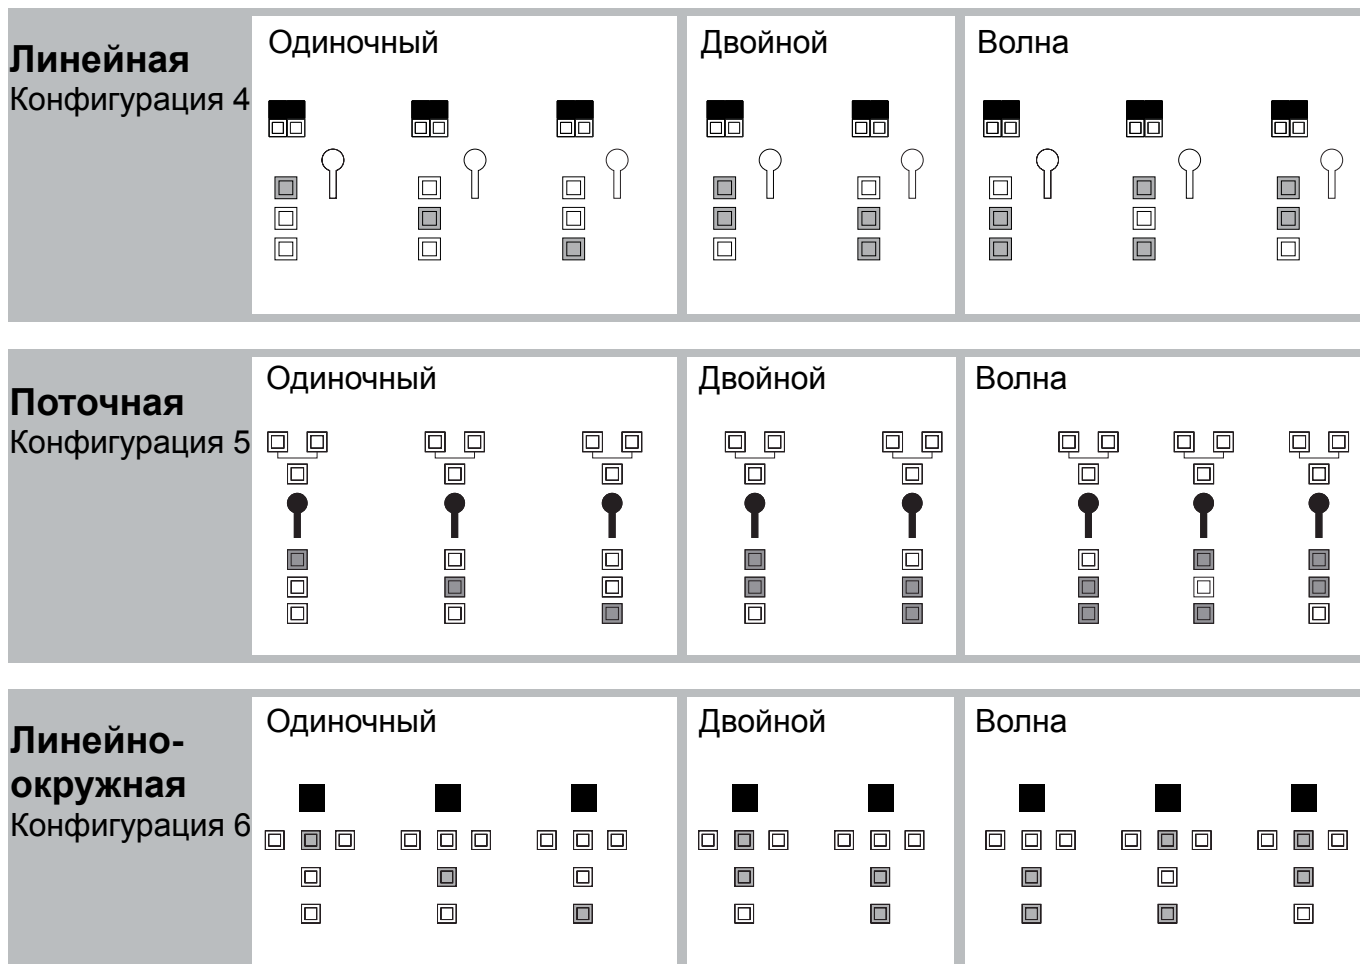 Линейная
Конфигурация 4
Одиночный
Двойной
Волна
Поточная
Конфигурация 5
Одиночный
Двойной
Волна
Линейно-
окружная
Конфигурация 6
Одиночный
Двойной
Волна